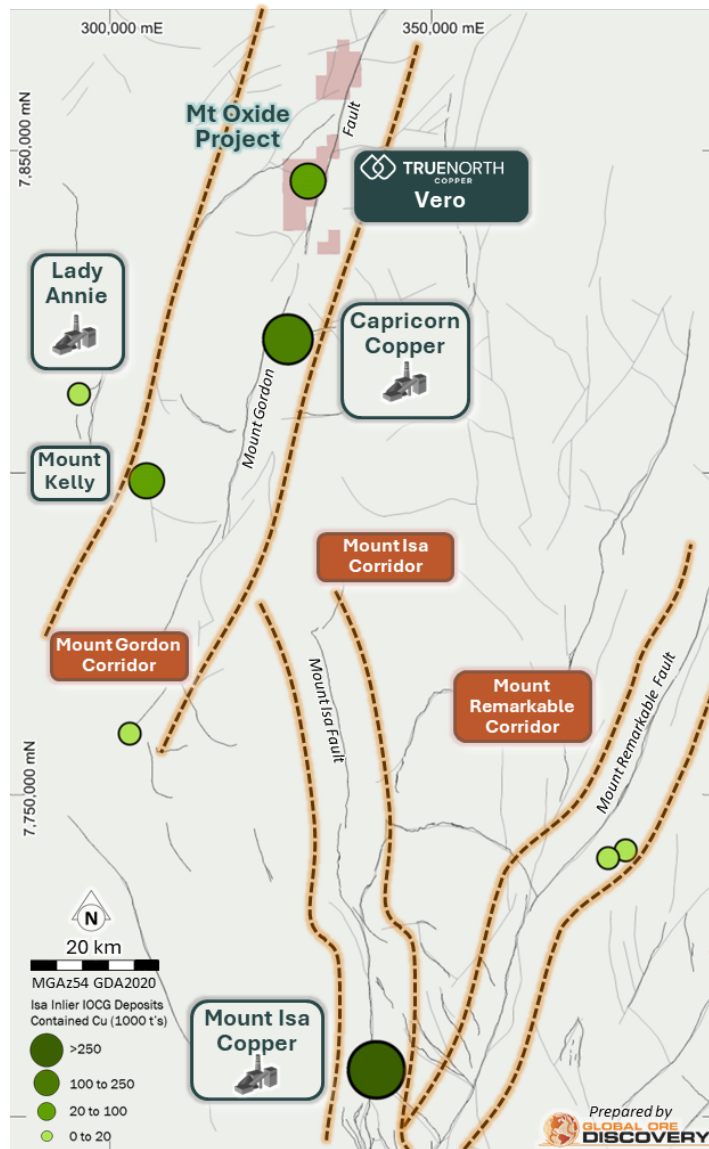 300,000 mE
350,000 mE
7,850,000 mN
Mt Oxide
Project
Fault
TRUENORTH
COPPER
Vero
Lady
Annie
Capricorn
Copper
Mount Gordon
Mount
Kelly
Mount Isa
Corridor
Mount Gordon
Corridor
Mount Isa Fault
Mount
Remarkable
Corridor
Mount Remarkable Fault
7,750,000 mN
N
20 km
MGAz54 GDA2020
Isa Inlier IOCG Deposits
Contained Cu (1000 t's)
>250
100 to 250
20 to 100
0 to 20
Mount Isa
Copper
Prepared by
GLOBAL ORE
DISCOVERY